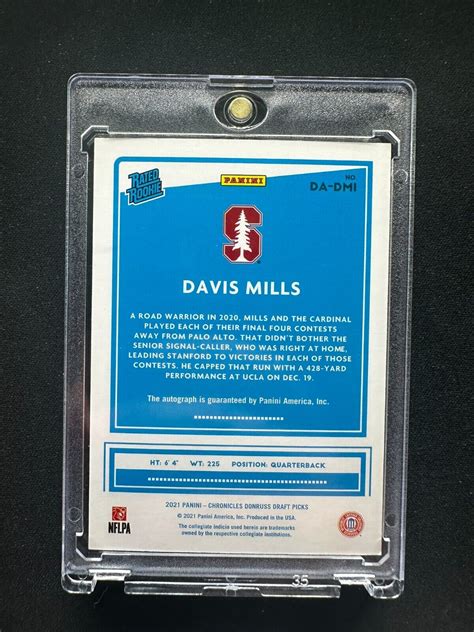 RATED
ROOKIE
PANINI
NO.
DA-DMI
S
DAVIS MILLS
A ROAD WARRIOR IN 2020, MILLS AND THE CARDINAL
PLAYED EACH OF THEIR FINAL FOUR CONTESTS
AWAY FROM PALO ALTO. THAT DIDN'T BOTHER THE
SENIOR SIGNAL-CALLER, WHO WAS RIGHT AT HOME,
LEADING STANFORD TO VICTORIES IN EACH OF THOSE
CONTESTS. HE CAPPED THAT RUN WITH A 428-YARD
PERFORMANCE AT UCLA ON DEC. 19.
The autograph is guaranteed by Panini America, Inc.
HT: 6' 4" WT: 225 POSITION: QUARTERBACK
2021 PANINI – CHRONICLES DONRUSS DRAFT PICKS
© 2021 Panini America, Inc. Produced in the USA.
The collegiate indicia used here are trademarks
owned by the respective collegiate institutions.
NFLPA
35